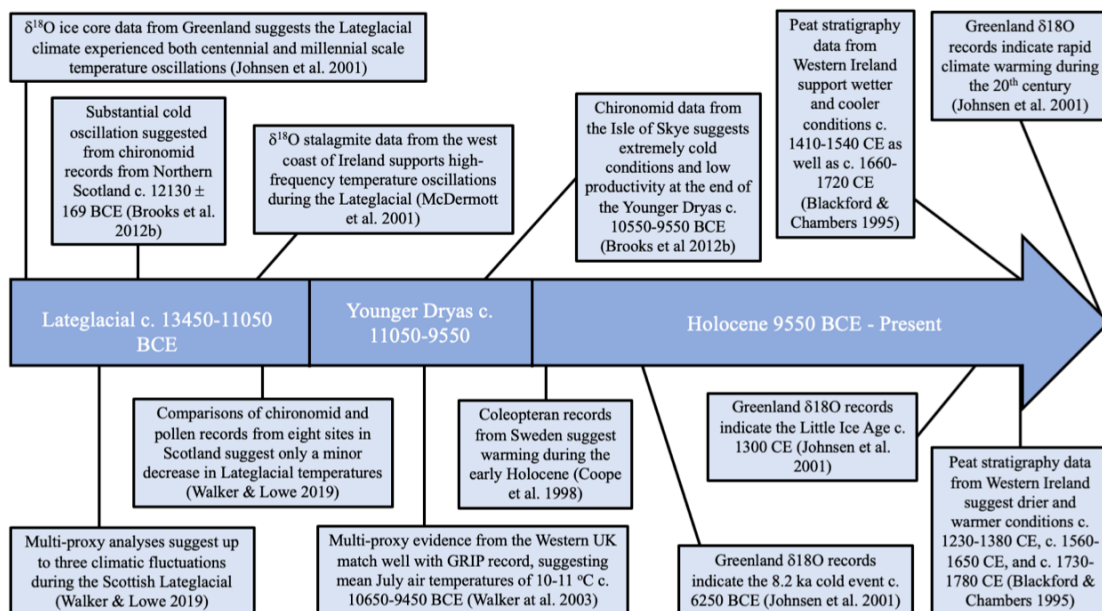 δ¹⁸O ice core data from Greenland suggests the Lateglacial
climate experienced both centennial and millennial scale
temperature oscillations (Johnsen et al. 2001)
Substantial cold
oscillation suggested
from chironomid
records from Northern
Scotland c. 12130 ±
169 BCE (Brooks et al.
2012b)
δ¹⁸O stalagmite data from the west
coast of Ireland supports high-
frequency temperature oscillations
during the Lateglacial (McDermott
et al. 2001)
Chironomid data from
the Isle of Skye suggests
extremely cold
conditions and low
productivity at the end of
the Younger Dryas c.
10550-9550 BCE
(Brooks et al 2012b)
Peat stratigraphy
data from
Western Ireland
support wetter
and cooler
conditions c.
1410-1540 CE as
well as c. 1660-
1720 CE
(Blackford &
Chambers 1995)
Greenland δ18O
records indicate rapid
climate warming during
the 20ᵗʰ century
(Johnsen et al. 2001)
Lateglacial c. 13450-11050
BCE
Younger Dryas c.
11050-9550
Holocene 9550 BCE - Present
Multi-proxy analyses suggest up
to three climatic fluctuations
during the Scottish Lateglacial
(Walker & Lowe 2019)
Comparisons of chironomid and
pollen records from eight sites in
Scotland suggest only a minor
decrease in Lateglacial temperatures
(Walker & Lowe 2019)
Multi-proxy evidence from the Western UK
match well with GRIP record, suggesting
mean July air temperatures of 10-11 ºC c.
10650-9450 BCE (Walker at al. 2003)
Coleopteran records
from Sweden suggest
warming during the
early Holocene (Coope
et al. 1998)
Greenland δ18O records
indicate the 8.2 ka cold event c.
6250 BCE (Johnsen et al. 2001)
Greenland δ18O records
indicate the Little Ice Age c.
1300 CE (Johnsen et al.
2001)
Peat stratigraphy data
from Western Ireland
suggest drier and
warmer conditions c.
1230-1380 CE, c. 1560-
1650 CE, and c. 1730-
1780 CE (Blackford &
Chambers 1995)